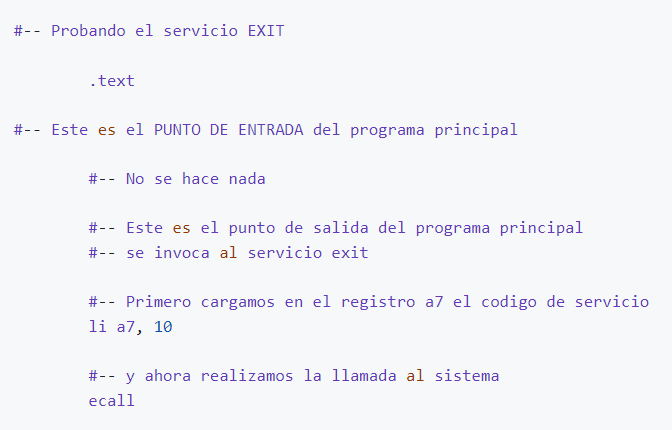 #-- Probando el servicio EXIT
.text
#-- Este es el PUNTO DE ENTRADA del programa principal
#-- No se hace nada
#-- Este es el punto de salida del programa principal
#-- se invoca al servicio exit
#-- Primero cargamos en el registro a7 el codigo de servicio
li a7, 10
#-- y ahora realizamos la llamada al sistema
ecall